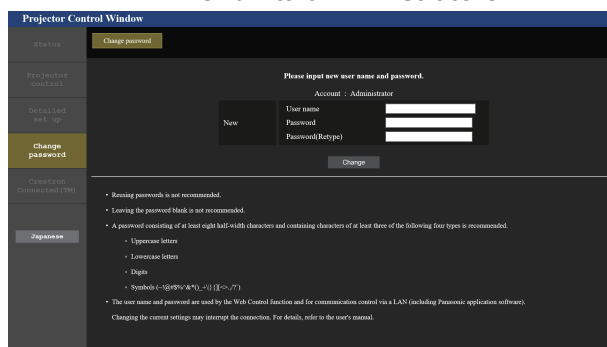 Projector Control Window
Status
Change password
Projector
control
Detailed
set up
Change
password
Crestron
Connected(TM)
Japanese
Please input new user name and password.
Account : Administrator
New
User name
Password
Password(Retype)
Change
• Reusing passwords is not recommended.
• Leaving the password blank is not recommended.
• A password consisting of at least eight half-width characters and containing characters of at least three of the following four types is recommended.
◦ Uppercase letters
◦ Lowercase letters
◦ Digits
◦ Symbols
• The user name and password are used by the Web Control function and for communication control via a LAN (including Panasonic application software).
Changing the current settings may interrupt the connection. For details, refer to the user's manual.